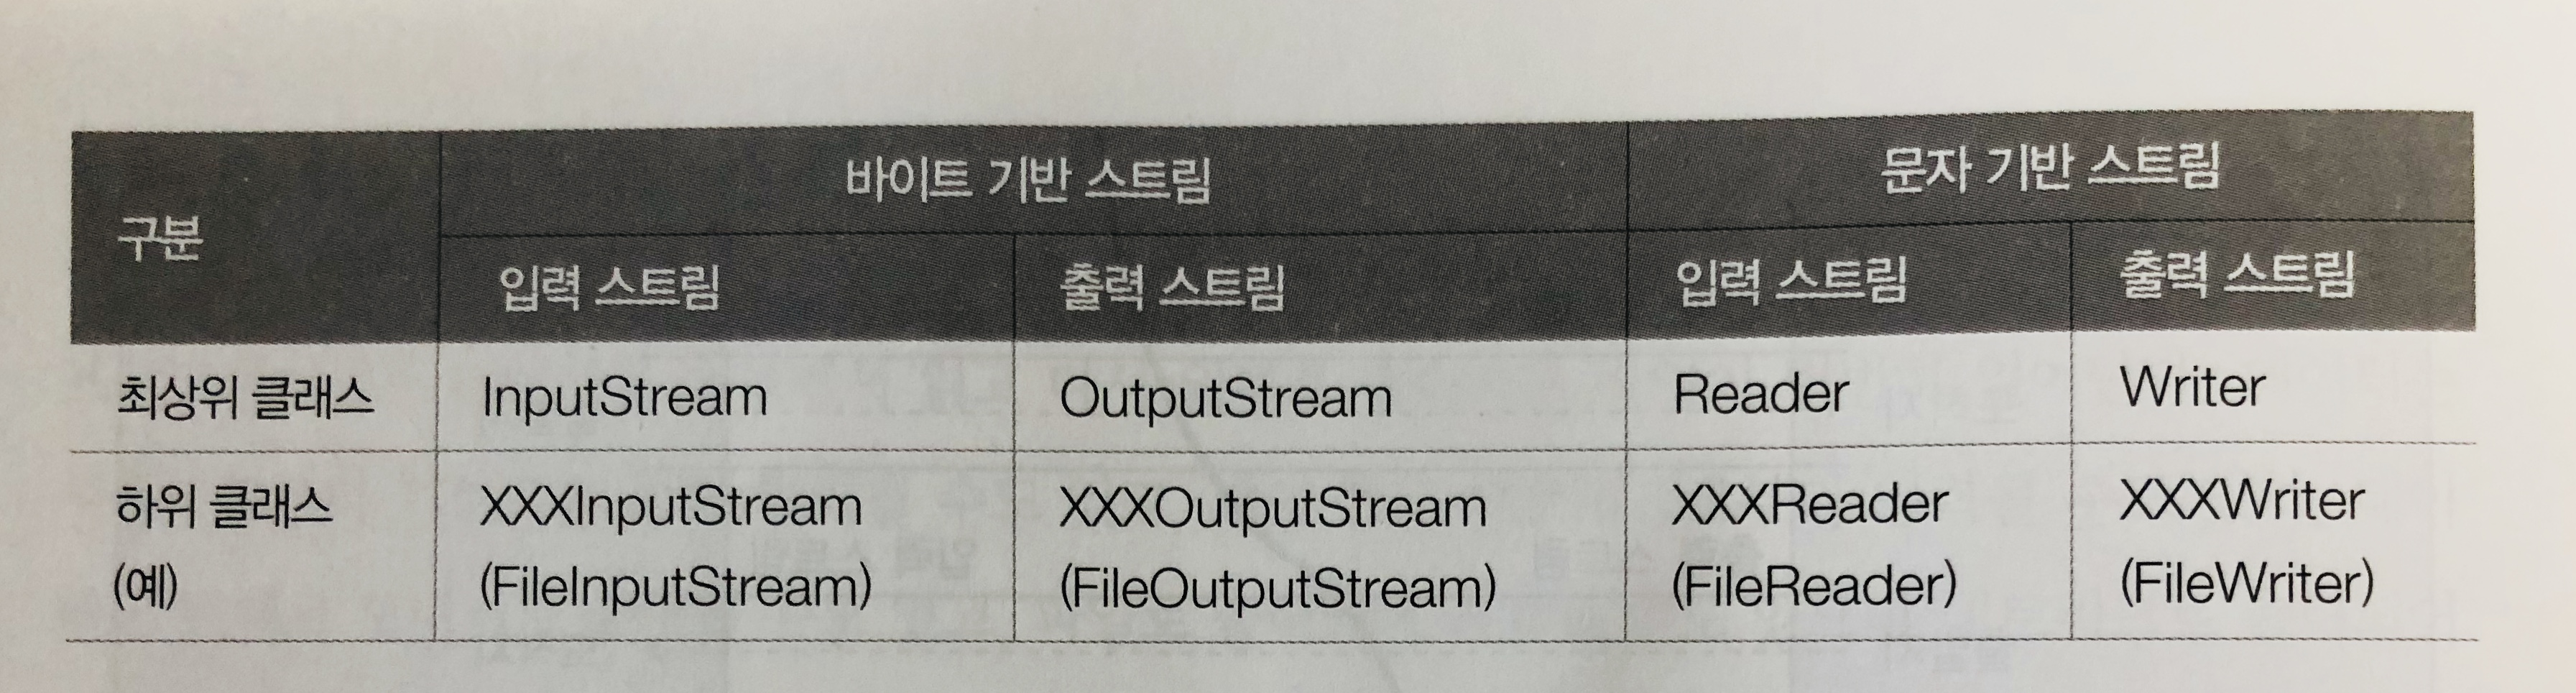 구분
바이트 기반 스트림
문자 기반 스트림
입력 스트림
출력 스트림
입력 스트림
출력 스트림
최상위 클래스
InputStream
OutputStream
Reader
Writer
하위 클래스
(예)
XXXInputStream
(FileInputStream)
XXXOutputStream
(FileOutputStream)
XXXReader
(FileReader)
XXXWriter
(FileWriter)